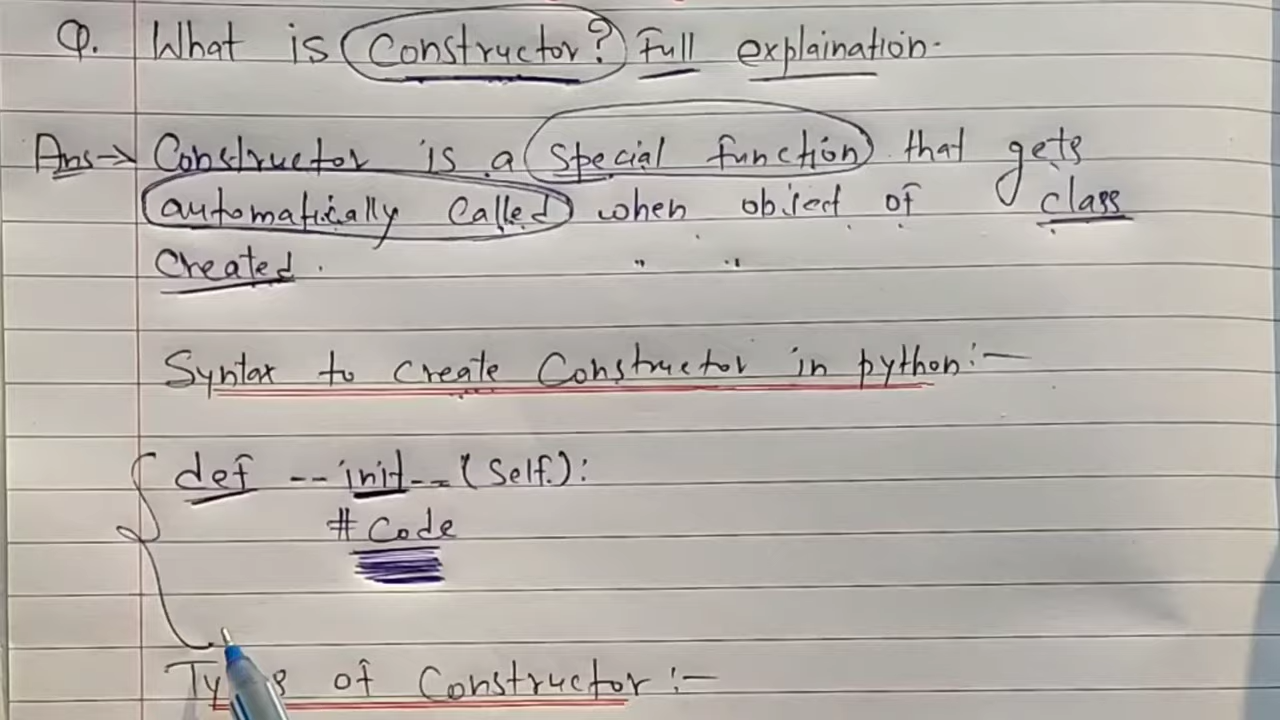 Q. What is Constructor? Full explaination.
Ans→ Constructor is a special function that gets
automatically called when object of class
Created.
Syntax to create Constructor in python:-
def --init-- (Self):
# Code
of Constructor :-